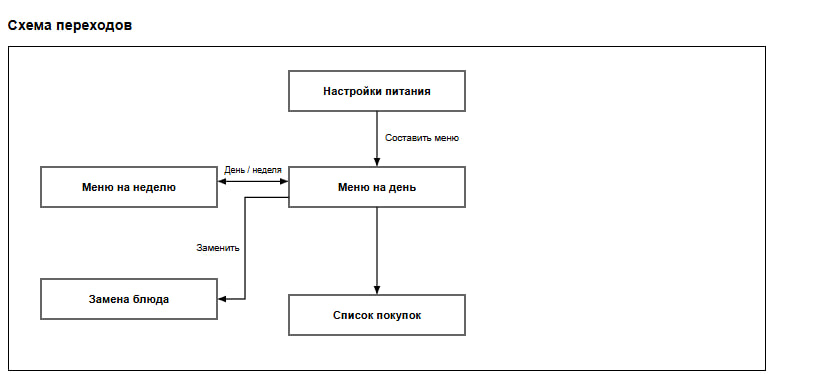 Схема переходов
Настройки питания
Составить меню
День / неделя
Меню на неделю
Меню на день
Заменить
Замена блюда
Список покупок